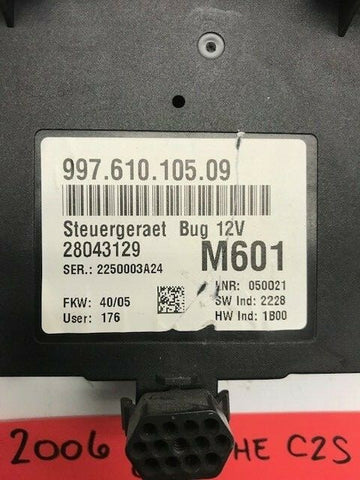 997.610.105.09
Steuergeraet Bug 12V
28043129
M601
SER.: 2250003A24
LNR: 050021
FKW: 40/05
SW Ind: 2228
User: 176
HW Ind: 1B00
2006 HE C2S